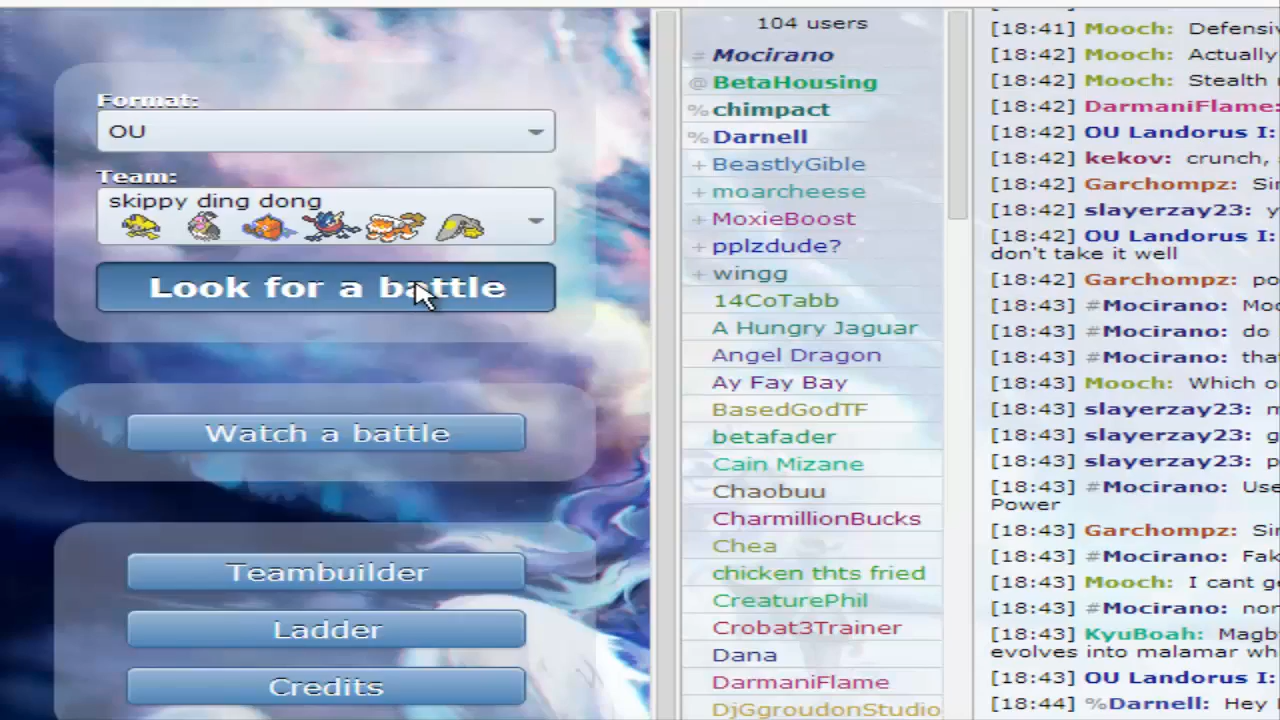 Format:
OU
Team:
skippy ding dong
Look for a battle
Watch a battle
Teambuilder
Ladder
Credits
104 users
# Mocirano
@ BetaHousing
% chimpact
% Darnell
+ BeastlyGible
+ moarcheese
+ MoxieBoost
+ pplzdude?
+ wingg
14CoTabb
A Hungry Jaguar
Angel Dragon
Ay Fay Bay
BasedGodTF
betafader
Cain Mizane
Chaobuu
CharmillionBucks
Chea
chicken thts fried
CreaturePhil
Crobat3Trainer
Dana
DarmaniFlame
DjGgroudonStudio
[18:41] Mooch: Defensiv
[18:42] Mooch: Actually
[18:42] Mooch: Stealth
[18:42] DarmaniFlame:
[18:42] OU Landorus I:
[18:42] kekov: crunch,
[18:42] Garchompz: Sir
[18:42] slayerzay23: y
[18:42] OU Landorus I:
don't take it well
[18:42] Garchompz: po
[18:43] #Mocirano: Moo
[18:43] #Mocirano: do
[18:43] #Mocirano: tha
[18:43] Mooch: Which o
[18:43] slayerzay23: n
[18:43] slayerzay23: g
[18:43] slayerzay23: p
[18:43] #Mocirano: Use
Power
[18:43] Garchompz: Sir
[18:43] #Mocirano: Fak
[18:43] Mooch: I cant g
[18:43] #Mocirano: nor
[18:43] KyuBoah: Magb
evolves into malamar wh
[18:43] OU Landorus I:
[18:44] %Darnell: Hey